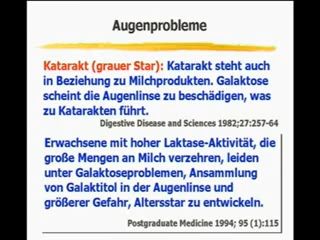 Augenprobleme
Katarakt (grauer Star): Katarakt steht auch
in Beziehung zu Milchprodukten. Galaktose
scheint die Augenlinse zu beschädigen, was
zu Katarakten führt.
Digestive Disease and Sciences 1982;27:257-64
Erwachsene mit hoher Laktase-Aktivität, die
große Mengen an Milch verzehren, leiden
unter Galaktoseproblemen, Ansammlung
von Galaktitol in der Augenlinse und
größerer Gefahr, Altersstar zu entwickeln.
Postgraduate Medicine 1994; 95 (1):115